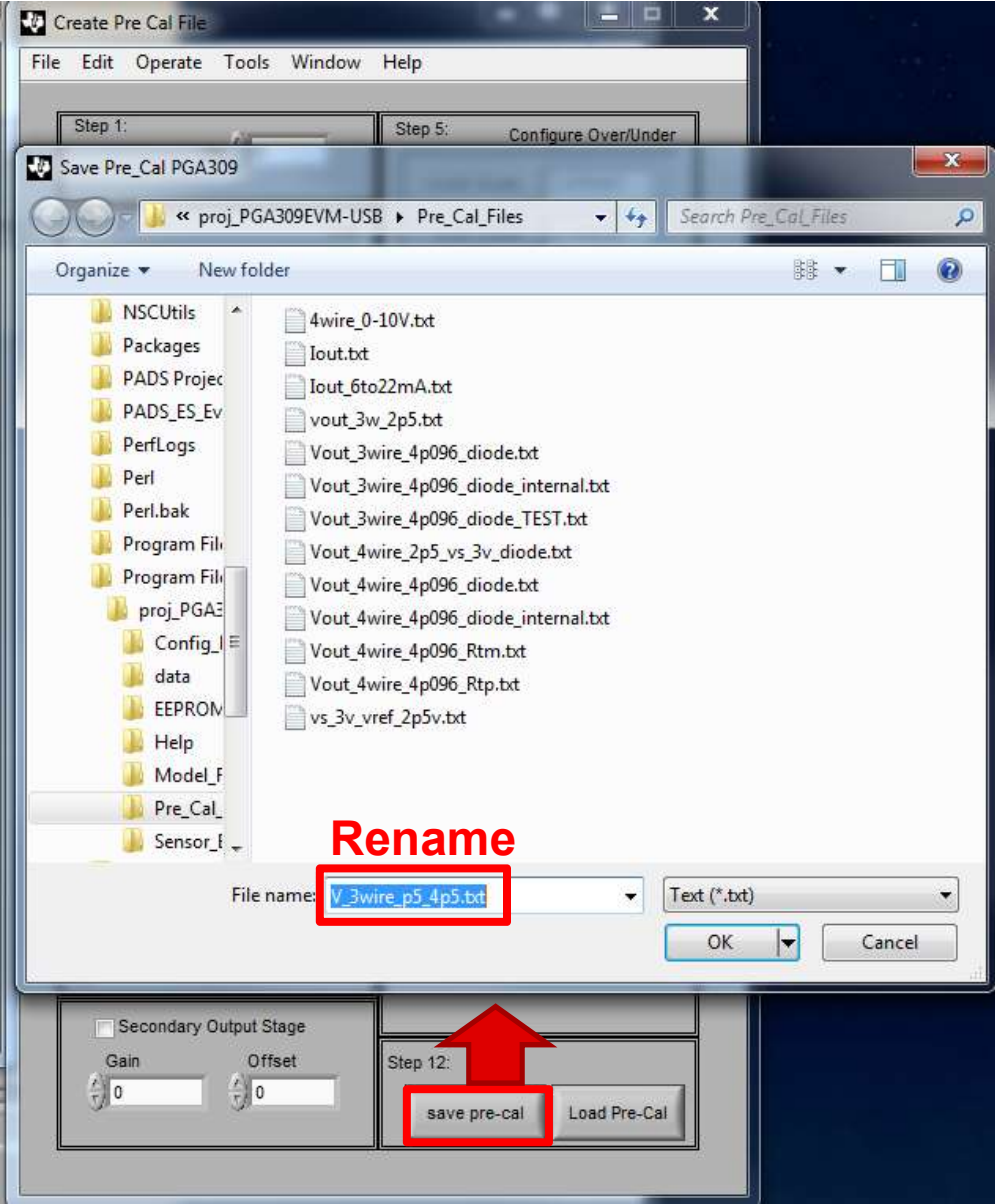 Create Pre Cal File
File Edit Operate Tools Window Help
Step 1:
Step 5: Configure Over/Under
Save Pre_Cal PGA309
« proj_PGA309EVM-USB Pre_Cal_Files
Search Pre_Cal_Files
Organize New folder
NSCUtils
Packages
PADS Projec
PADS_ES_Ev
PerfLogs
Perl
Perl.bak
Program File
Program File
proj_PGA3
Config_
data
EEPROM
Help
Model_F
Pre_Cal_
Sensor_E
4wire_0-10V.txt
Iout.txt
Iout_6to22mA.txt
vout_3w_2p5.txt
Vout_3wire_4p096_diode.txt
Vout_3wire_4p096_diode_internal.txt
Vout_3wire_4p096_diode_TEST.txt
Vout_4wire_2p5_vs_3v_diode.txt
Vout_4wire_4p096_diode.txt
Vout_4wire_4p096_diode_internal.txt
Vout_4wire_4p096_Rtm.txt
Vout_4wire_4p096_Rtp.txt
vs_3v_vref_2p5v.txt
Rename
File name: V_3wire_p5_4p5.txt
Text (*.txt)
OK Cancel
Secondary Output Stage
Gain Offset
0 0
Step 12:
save pre-cal Load Pre-Cal